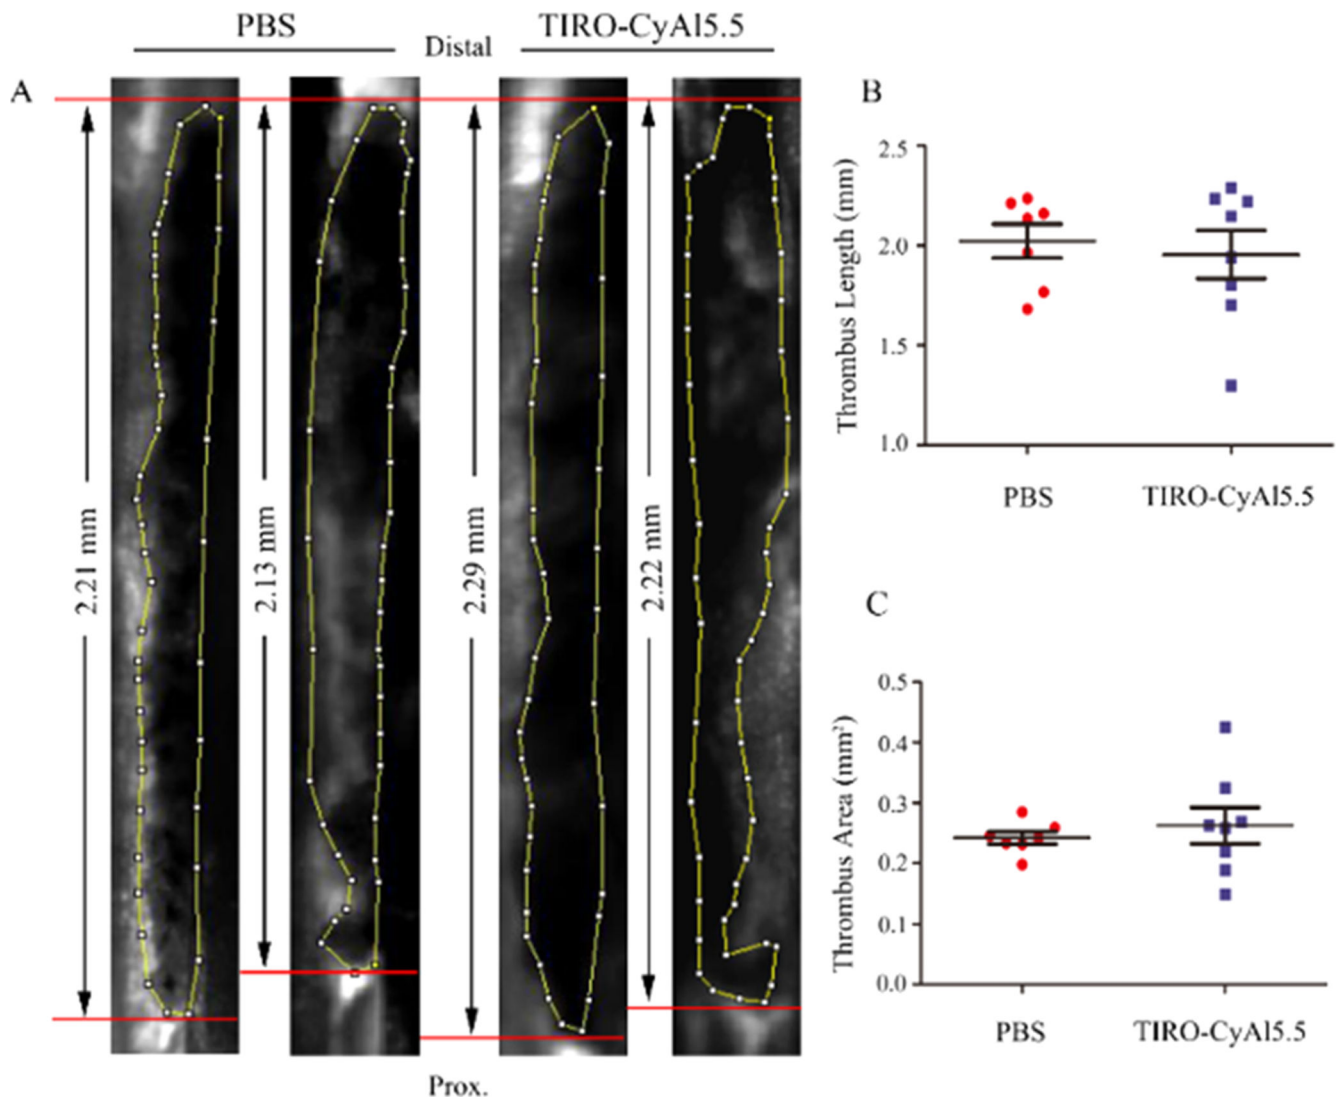 PBS
TIRO-CyAl5.5
Distal
A
2.21 mm
2.13 mm
2.29 mm
2.22 mm
Prox.
B
Thrombus Length (mm)
2.5
2.0
1.5
1.0
PBS
TIRO-CyAl5.5
C
Thrombus Area (mm²)
0.5
0.4
0.3
0.2
0.1
0.0
PBS
TIRO-CyAl5.5